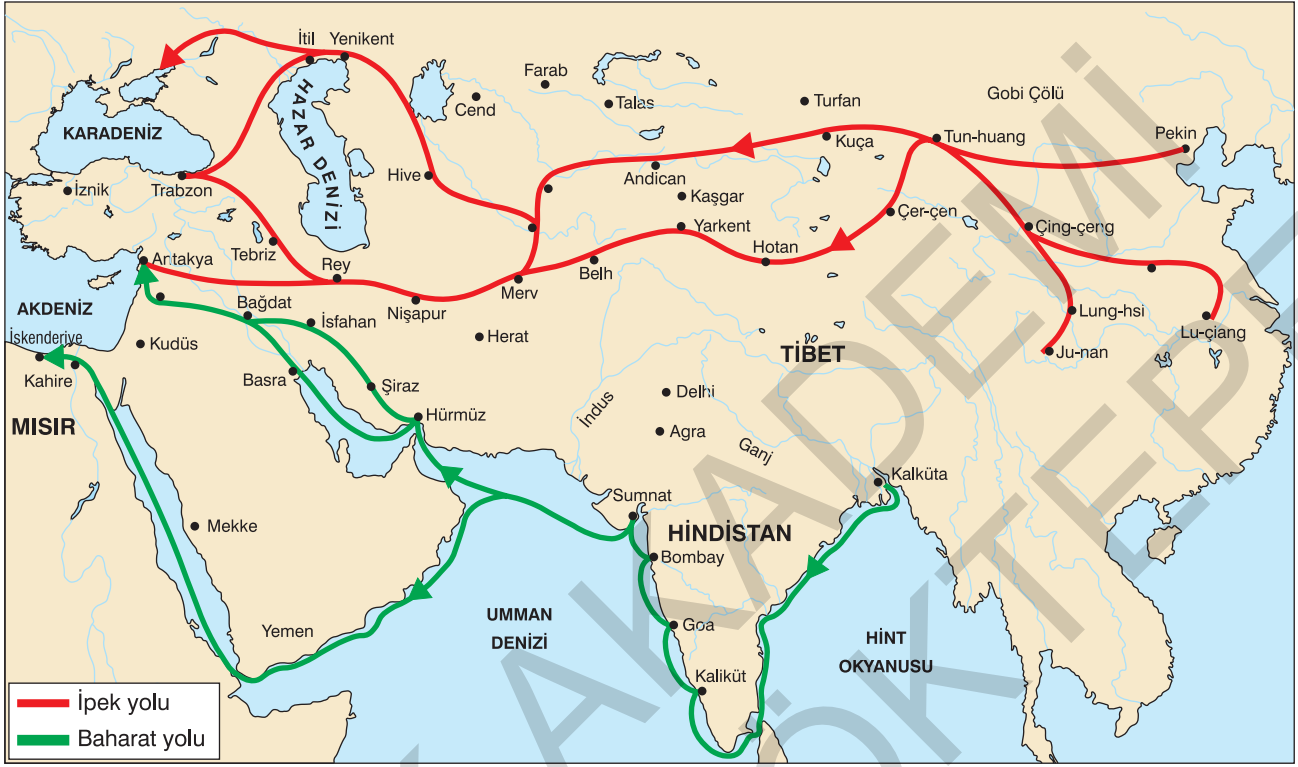 İtil
Yenikent
Farab
Cend
Talas
Turfan
Gobi Çölü
KARADENİZ
HAZAR DENİZİ
Kuça
Tun-huang
Pekin
İznik
Trabzon
Hive
Andican
Kaşgar
Yarkent
Çer-çen
Çing-çeng
Tebriz
Antakya
Rey
Merv
Belh
Hotan
AKDENİZ
Bağdat
İsfahan
Nişapur
Herat
Lung-hsi
Lu-çiang
İskenderiye
Kudüs
TİBET
Ju-nan
Kahire
Basra
Şiraz
Delhi
İndus
MISIR
Hürmüz
Agra
Ganj
Kalküta
Sumnat
Mekke
HİNDİSTAN
Bombay
Yemen
UMMAN
DENİZİ
Goa
HİNT
OKYANUSU
Kaliküt
İpek yolu
Baharat yolu
AKADEMİ
ÖKTEPE